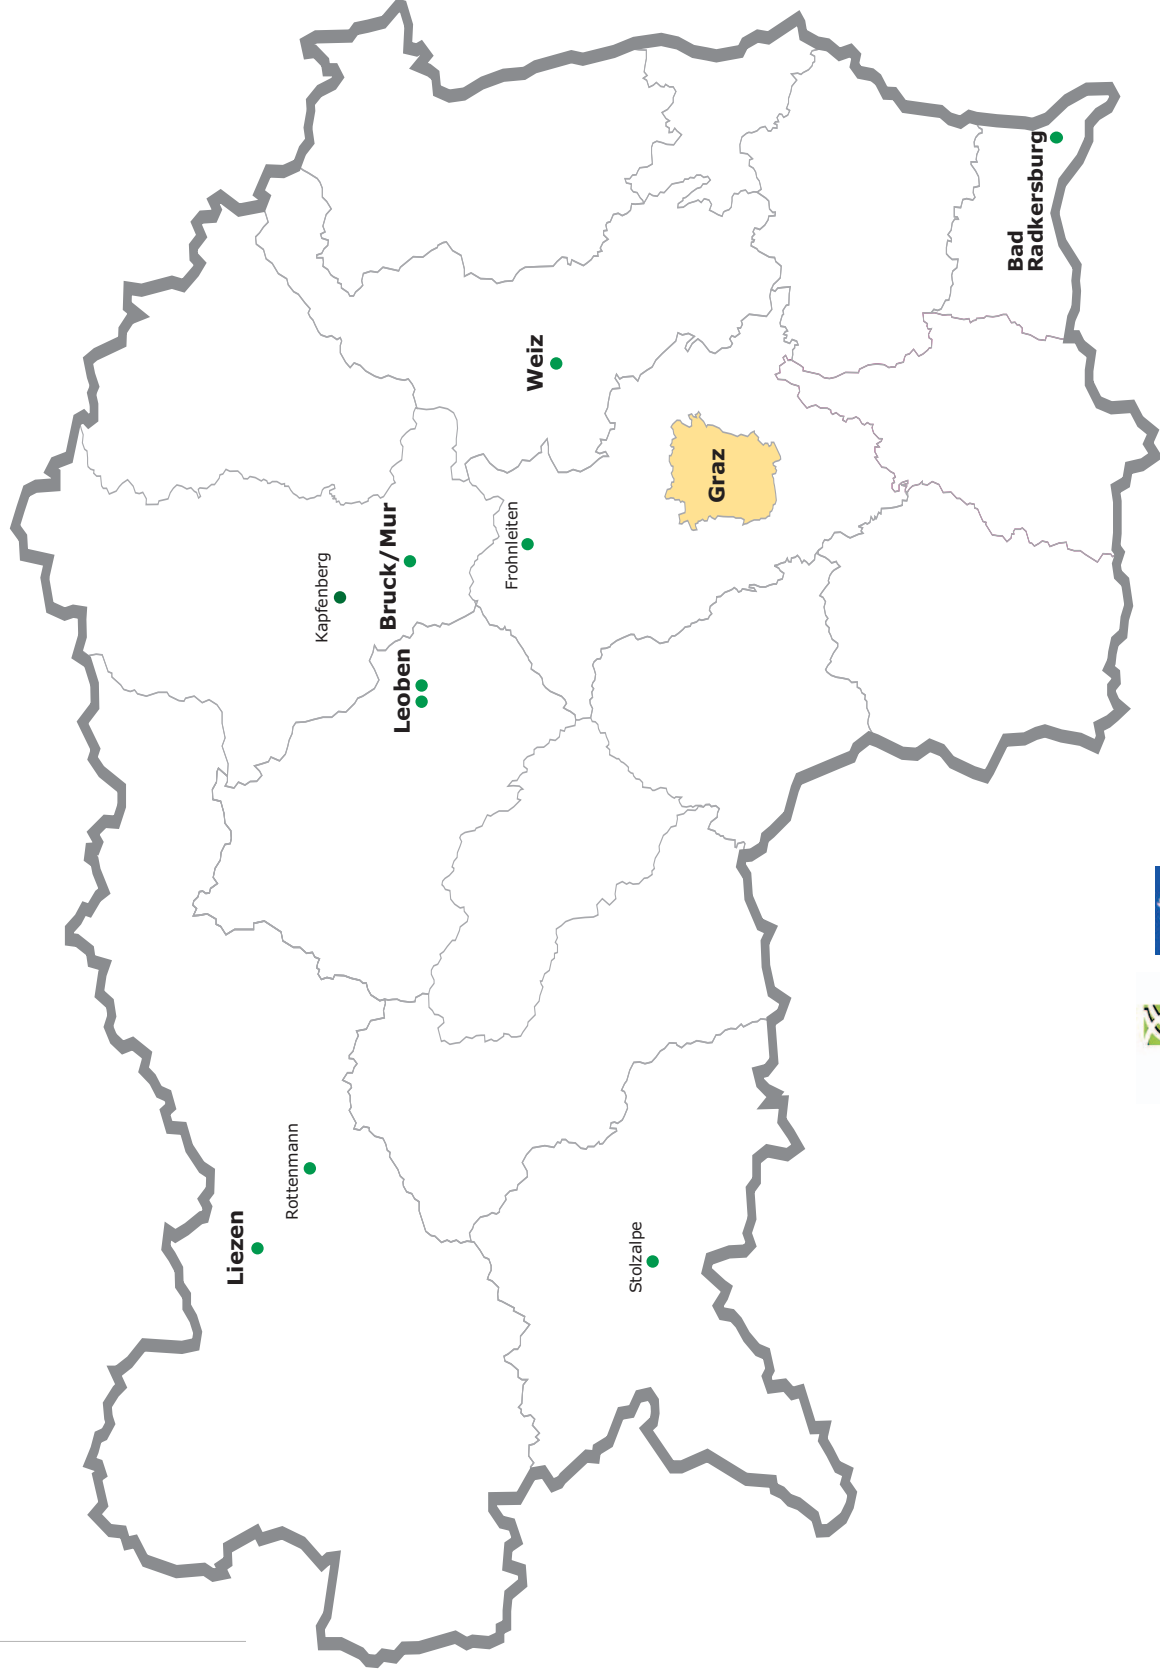 Liezen
Rottenmann
Kapfenberg
Bruck/Mur
Leoben
Frohnleiten
Weiz
Stolzalpe
Graz
Bad
Radkersburg